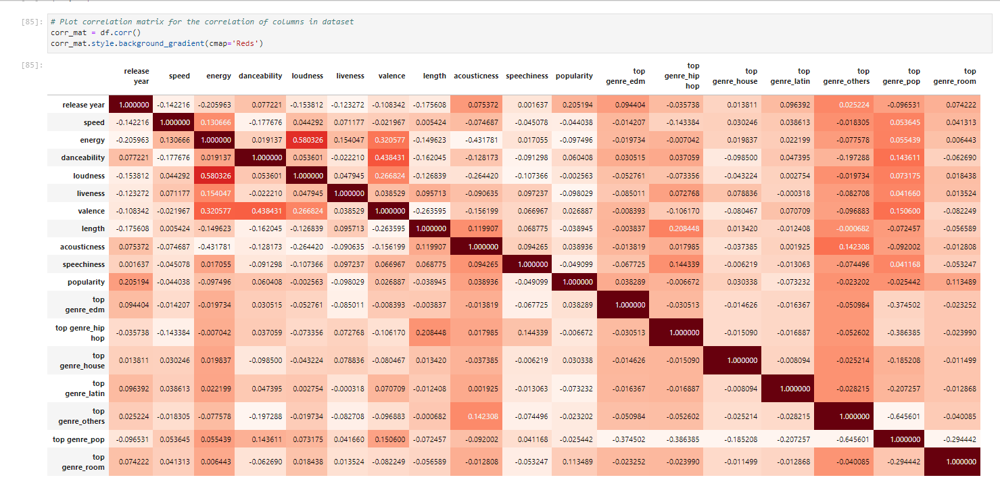 [85]: # Plot correlation matrix for the correlation of columns in dataset
corr_mat = df.corr()
corr_mat.style.background_gradient(cmap='Reds')
[85]:
release year speed energy danceability loudness liveness valence length acousticness speechiness popularity top genre_edm top genre_hip hop top genre_house top genre_latin top genre_others top genre_pop top genre_room
release year 1.000000 -0.142216 -0.205963 0.077221 -0.153812 -0.123272 -0.108342 -0.175608 0.075372 0.001637 0.205194 0.094404 -0.035738 0.013811 0.096392 0.025224 -0.096531 0.074222
speed -0.142216 1.000000 0.130666 -0.177676 0.044292 0.071177 -0.021967 0.005424 -0.074687 -0.045078 -0.044038 -0.014207 -0.143384 0.030246 0.038613 -0.018305 0.053645 0.041313
energy -0.205963 0.130666 1.000000 0.019137 0.580326 0.154047 0.320577 -0.149623 -0.431781 0.017055 -0.097496 -0.019734 -0.007042 0.019837 0.022199 -0.077578 0.055439 0.006443
danceability 0.077221 -0.177676 0.019137 1.000000 0.053601 -0.022210 0.438431 -0.162045 -0.128173 -0.091298 0.060408 0.030515 0.037059 -0.098500 0.047395 -0.197288 0.143611 -0.062690
loudness -0.153812 0.044292 0.580326 0.053601 1.000000 0.047945 0.266824 -0.126839 -0.264420 -0.107366 -0.002563 -0.052761 -0.073356 -0.043224 0.002754 -0.019734 0.073175 0.018438
liveness -0.123272 0.071177 0.154047 -0.022210 0.047945 1.000000 0.038529 0.095713 -0.090635 0.097237 -0.098029 -0.085011 0.072768 0.078836 -0.000318 -0.082708 0.041660 0.013524
valence -0.108342 -0.021967 0.320577 0.438431 0.266824 0.038529 1.000000 -0.263595 -0.156199 0.066967 0.026887 -0.008393 -0.106170 -0.080467 0.070709 -0.096883 0.150600 -0.082249
length -0.175608 0.005424 -0.149623 -0.162045 -0.126839 0.095713 -0.263595 1.000000 0.119907 0.068775 -0.038945 -0.003837 0.208448 0.013420 -0.012408 -0.000682 -0.072457 -0.056589
acousticness 0.075372 -0.074687 -0.431781 -0.128173 -0.264420 -0.090635 -0.156199 0.119907 1.000000 0.094265 0.038936 -0.013819 0.017985 -0.037385 0.001925 0.142308 -0.092002 -0.012808
speechiness 0.001637 -0.045078 0.017055 -0.091298 -0.107366 0.097237 0.066967 0.068775 0.094265 1.000000 -0.049099 -0.067725 0.144339 -0.006219 -0.013063 -0.074496 0.041168 -0.053247
popularity 0.205194 -0.044038 -0.097496 0.060408 -0.002563 -0.098029 0.026887 -0.038945 0.038936 -0.049099 1.000000 0.038289 -0.006672 0.030338 -0.073232 -0.023202 -0.025442 0.113489
top genre_edm 0.094404 -0.014207 -0.019734 0.030515 -0.052761 -0.085011 -0.008393 -0.003837 -0.013819 -0.067725 0.038289 1.000000 -0.030513 -0.014626 -0.016367 -0.050984 -0.374502 -0.023252
top genre_hip hop -0.035738 -0.143384 -0.007042 0.037059 -0.073356 0.072768 -0.106170 0.208448 0.017985 0.144339 -0.006672 -0.030513 1.000000 -0.015090 -0.016887 -0.052602 -0.386385 -0.023990
top genre_house 0.013811 0.030246 0.019837 -0.098500 -0.043224 0.078836 -0.080467 0.013420 -0.037385 -0.006219 0.030338 -0.014626 -0.015090 1.000000 -0.008094 -0.025214 -0.185208 -0.011499
top genre_latin 0.096392 0.038613 0.022199 0.047395 0.002754 -0.000318 0.070709 -0.012408 0.001925 -0.013063 -0.073232 -0.016367 -0.016887 -0.008094 1.000000 -0.028215 -0.207257 -0.012868
top genre_others 0.025224 -0.018305 -0.077578 -0.197288 -0.019734 -0.082708 -0.096883 -0.000682 0.142308 -0.074496 -0.023202 -0.050984 -0.052602 -0.025214 -0.028215 1.000000 -0.645601 -0.040085
top genre_pop -0.096531 0.053645 0.055439 0.143611 0.073175 0.041660 0.150600 -0.072457 -0.092002 0.041168 -0.025442 -0.374502 -0.386385 -0.185208 -0.207257 -0.645601 1.000000 -0.294442
top genre_room 0.074222 0.041313 0.006443 -0.062690 0.018438 0.013524 -0.082249 -0.056589 -0.012808 -0.053247 0.113489 -0.023252 -0.023990 -0.011499 -0.012868 -0.040085 -0.294442 1.000000